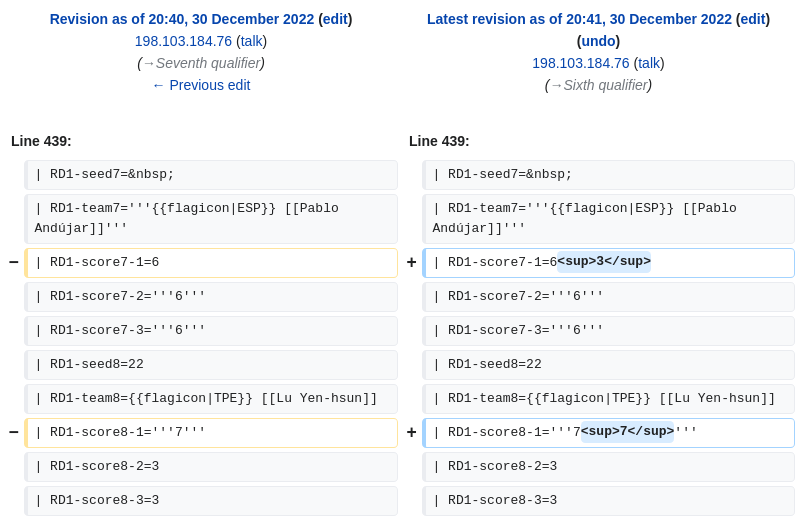 Revision as of 20:40, 30 December 2022 (edit)
198.103.184.76 (talk)
(→Seventh qualifier)
← Previous edit
Latest revision as of 20:41, 30 December 2022 (edit)
(undo)
198.103.184.76 (talk)
(→Sixth qualifier)
Line 439:
Line 439:
| RD1-seed7=&nbsp;
| RD1-seed7=&nbsp;
| RD1-team7='''{{flagicon|ESP}} [[Pablo
Andújar]]'''
| RD1-team7='''{{flagicon|ESP}} [[Pablo
Andújar]]'''
− | RD1-score7-1=6
+ | RD1-score7-1=6<sup>3</sup>
| RD1-score7-2='''6'''
| RD1-score7-2='''6'''
| RD1-score7-3='''6'''
| RD1-score7-3='''6'''
| RD1-seed8=22
| RD1-seed8=22
| RD1-team8={{flagicon|TPE}} [[Lu Yen-hsun]]
| RD1-team8={{flagicon|TPE}} [[Lu Yen-hsun]]
− | RD1-score8-1='''7'''
+ | RD1-score8-1='''7<sup>7</sup>'''
| RD1-score8-2=3
| RD1-score8-2=3
| RD1-score8-3=3
| RD1-score8-3=3